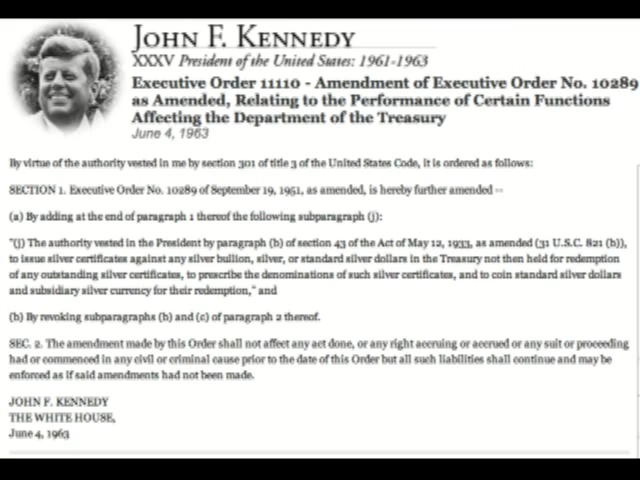 JOHN F. KENNEDY
XXXV President of the United States: 1961-1963
Executive Order 11110 - Amendment of Executive Order No. 10289
as Amended, Relating to the Performance of Certain Functions
Affecting the Department of the Treasury
June 4, 1963
By virtue of the authority vested in me by section 301 of title 3 of the United States Code, it is ordered as follows:
SECTION 1. Executive Order No. 10289 of September 19, 1951, as amended, is hereby further amended --
(a) By adding at the end of paragraph 1 thereof the following subparagraph (j):
"(j) The authority vested in the President by paragraph (b) of section 43 of the Act of May 12, 1933, as amended (31 U.S.C. 821 (b)),
to issue silver certificates against any silver bullion, silver, or standard silver dollars in the Treasury not then held for redemption
of any outstanding silver certificates, to prescribe the denominations of such silver certificates, and to coin standard silver dollars
and subsidiary silver currency for their redemption," and
(b) By revoking subparagraphs (b) and (c) of paragraph 2 thereof.
SEC. 2. The amendment made by this Order shall not affect any act done, or any right accruing or accrued or any suit or proceeding
had or commenced in any civil or criminal cause prior to the date of this Order but all such liabilities shall continue and may be
enforced as if said amendments had not been made.
JOHN F. KENNEDY
THE WHITE HOUSE,
June 4, 1963